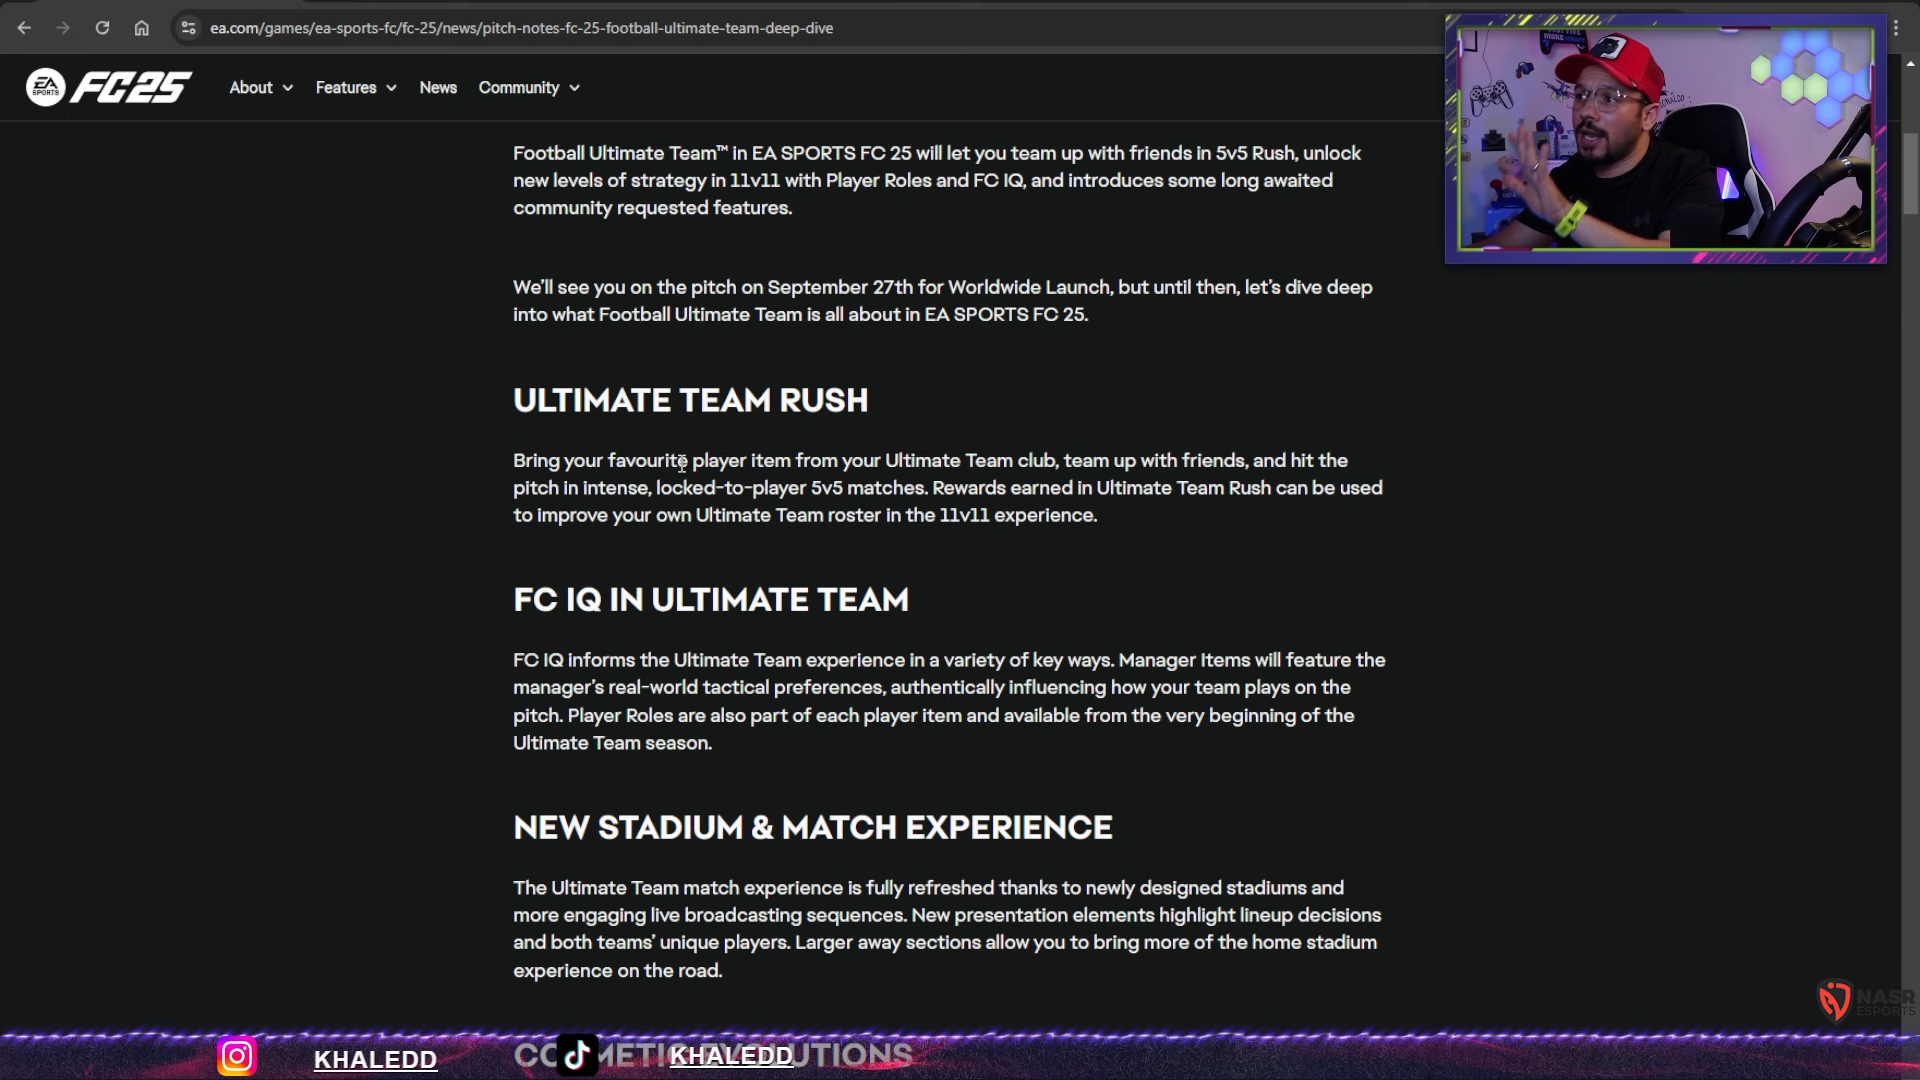 ea.com/games/ea-sports-fc/fc-25/news/pitch-notes-fc-25-football-ultimate-team-deep-dive
EA SPORTS FC25
About
Features
News
Community
Football Ultimate Team™ in EA SPORTS FC 25 will let you team up with friends in 5v5 Rush, unlock
new levels of strategy in 11v11 with Player Roles and FC IQ, and introduces some long awaited
community requested features.
We'll see you on the pitch on September 27th for Worldwide Launch, but until then, let's dive deep
into what Football Ultimate Team is all about in EA SPORTS FC 25.
ULTIMATE TEAM RUSH
Bring your favourite player item from your Ultimate Team club, team up with friends, and hit the
pitch in intense, locked-to-player 5v5 matches. Rewards earned in Ultimate Team Rush can be used
to improve your own Ultimate Team roster in the 11v11 experience.
FC IQ IN ULTIMATE TEAM
FC IQ informs the Ultimate Team experience in a variety of key ways. Manager Items will feature the
manager's real-world tactical preferences, authentically influencing how your team plays on the
pitch. Player Roles are also part of each player item and available from the very beginning of the
Ultimate Team season.
NEW STADIUM & MATCH EXPERIENCE
The Ultimate Team match experience is fully refreshed thanks to newly designed stadiums and
more engaging live broadcasting sequences. New presentation elements highlight lineup decisions
and both teams' unique players. Larger away sections allow you to bring more of the home stadium
experience on the road.
NASR
ESPORTS
KHALEDD
KHALEDD